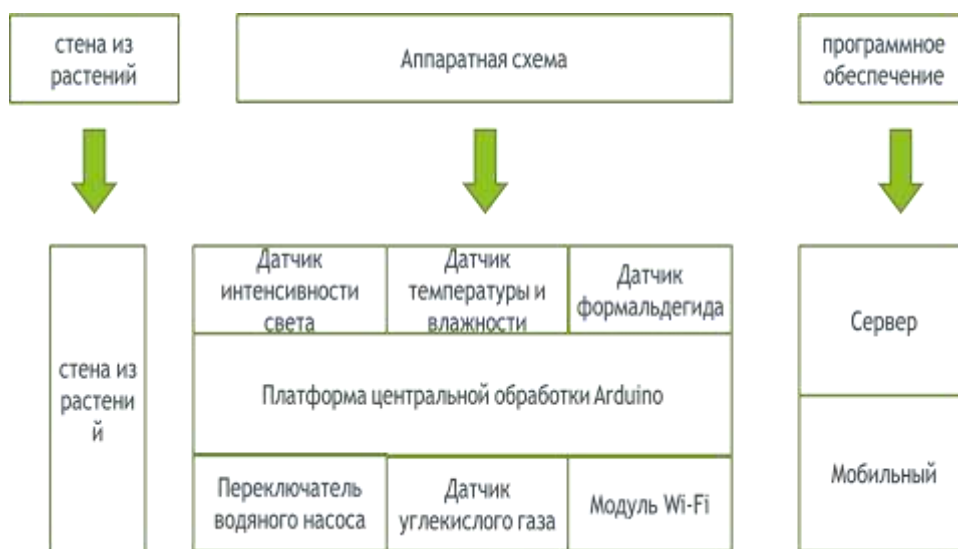 стена из
растений
Аппаратная схема
программное
обеспечение
Датчик
интенсивности
света
Датчик
температуры и
влажности
Датчик
формальдегида
Сервер
стена из
растени
й
Платформа центральной обработки Arduino
Переключатель
водяного насоса
Датчик
углекислого газа
Модуль Wi-Fi
Мобильный